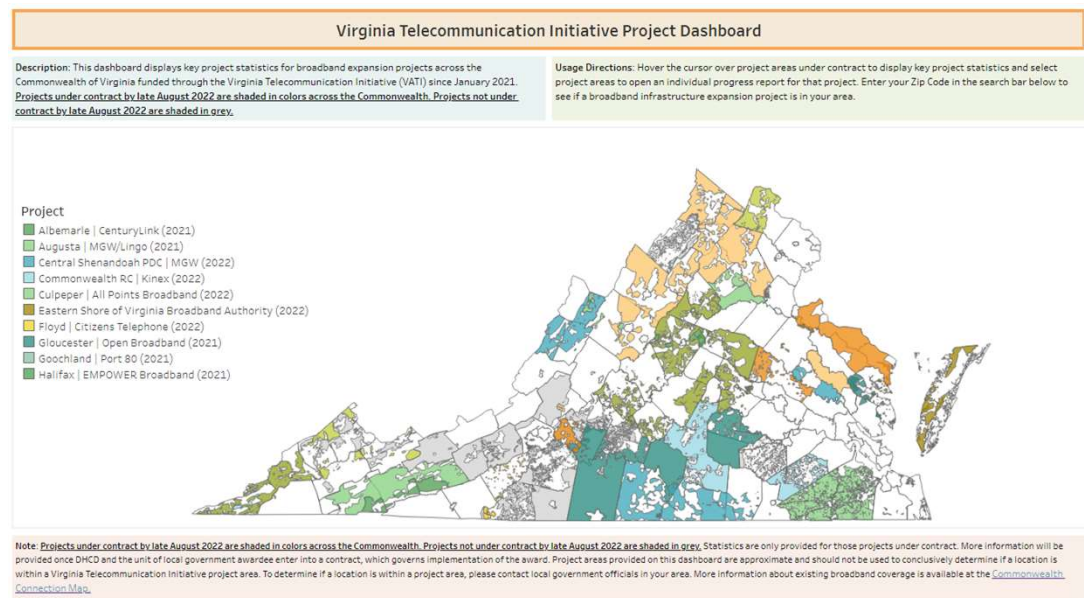 Virginia Telecommunication Initiative Project Dashboard
Description: This dashboard displays key project statistics for broadband expansion projects across the
Commonwealth of Virginia funded through the Virginia Telecommunication Initiative (VATI) since January 2021.
Projects under contract by late August 2022 are shaded in colors across the Commonwealth. Projects not under
contract by late August 2022 are shaded in grey.
Usage Directions: Hover the cursor over project areas under contract to display key project statistics and select
project areas to open an individual progress report for that project. Enter your Zip Code in the search bar below to
see if a broadband infrastructure expansion project is in your area.
Project
Albemarle | CenturyLink (2021)
Augusta | MGW/Lingo (2021)
Central Shenandoah PDC | MGW (2022)
Commonwealth RC | Kinex (2022)
Culpeper | All Points Broadband (2022)
Eastern Shore of Virginia Broadband Authority (2022)
Floyd | Citizens Telephone (2022)
Gloucester | Open Broadband (2021)
Goochland | Port 80 (2021)
Halifax | EMPOWER Broadband (2021)
Note: Projects under contract by late August 2022 are shaded in colors across the Commonwealth. Projects not under contract by late August 2022 are shaded in grey. Statistics are only provided for those projects under contract. More information will be
provided once DHCD and the unit of local government awardee enter into a contract, which governs implementation of the award. Project areas provided on this dashboard are approximate and should not be used to conclusively determine if a location is
within a Virginia Telecommunication Initiative project area. To determine if a location is within a project area, please contact local government officials in your area. More information about existing broadband coverage is available at the Commonwealth
Connection Map.